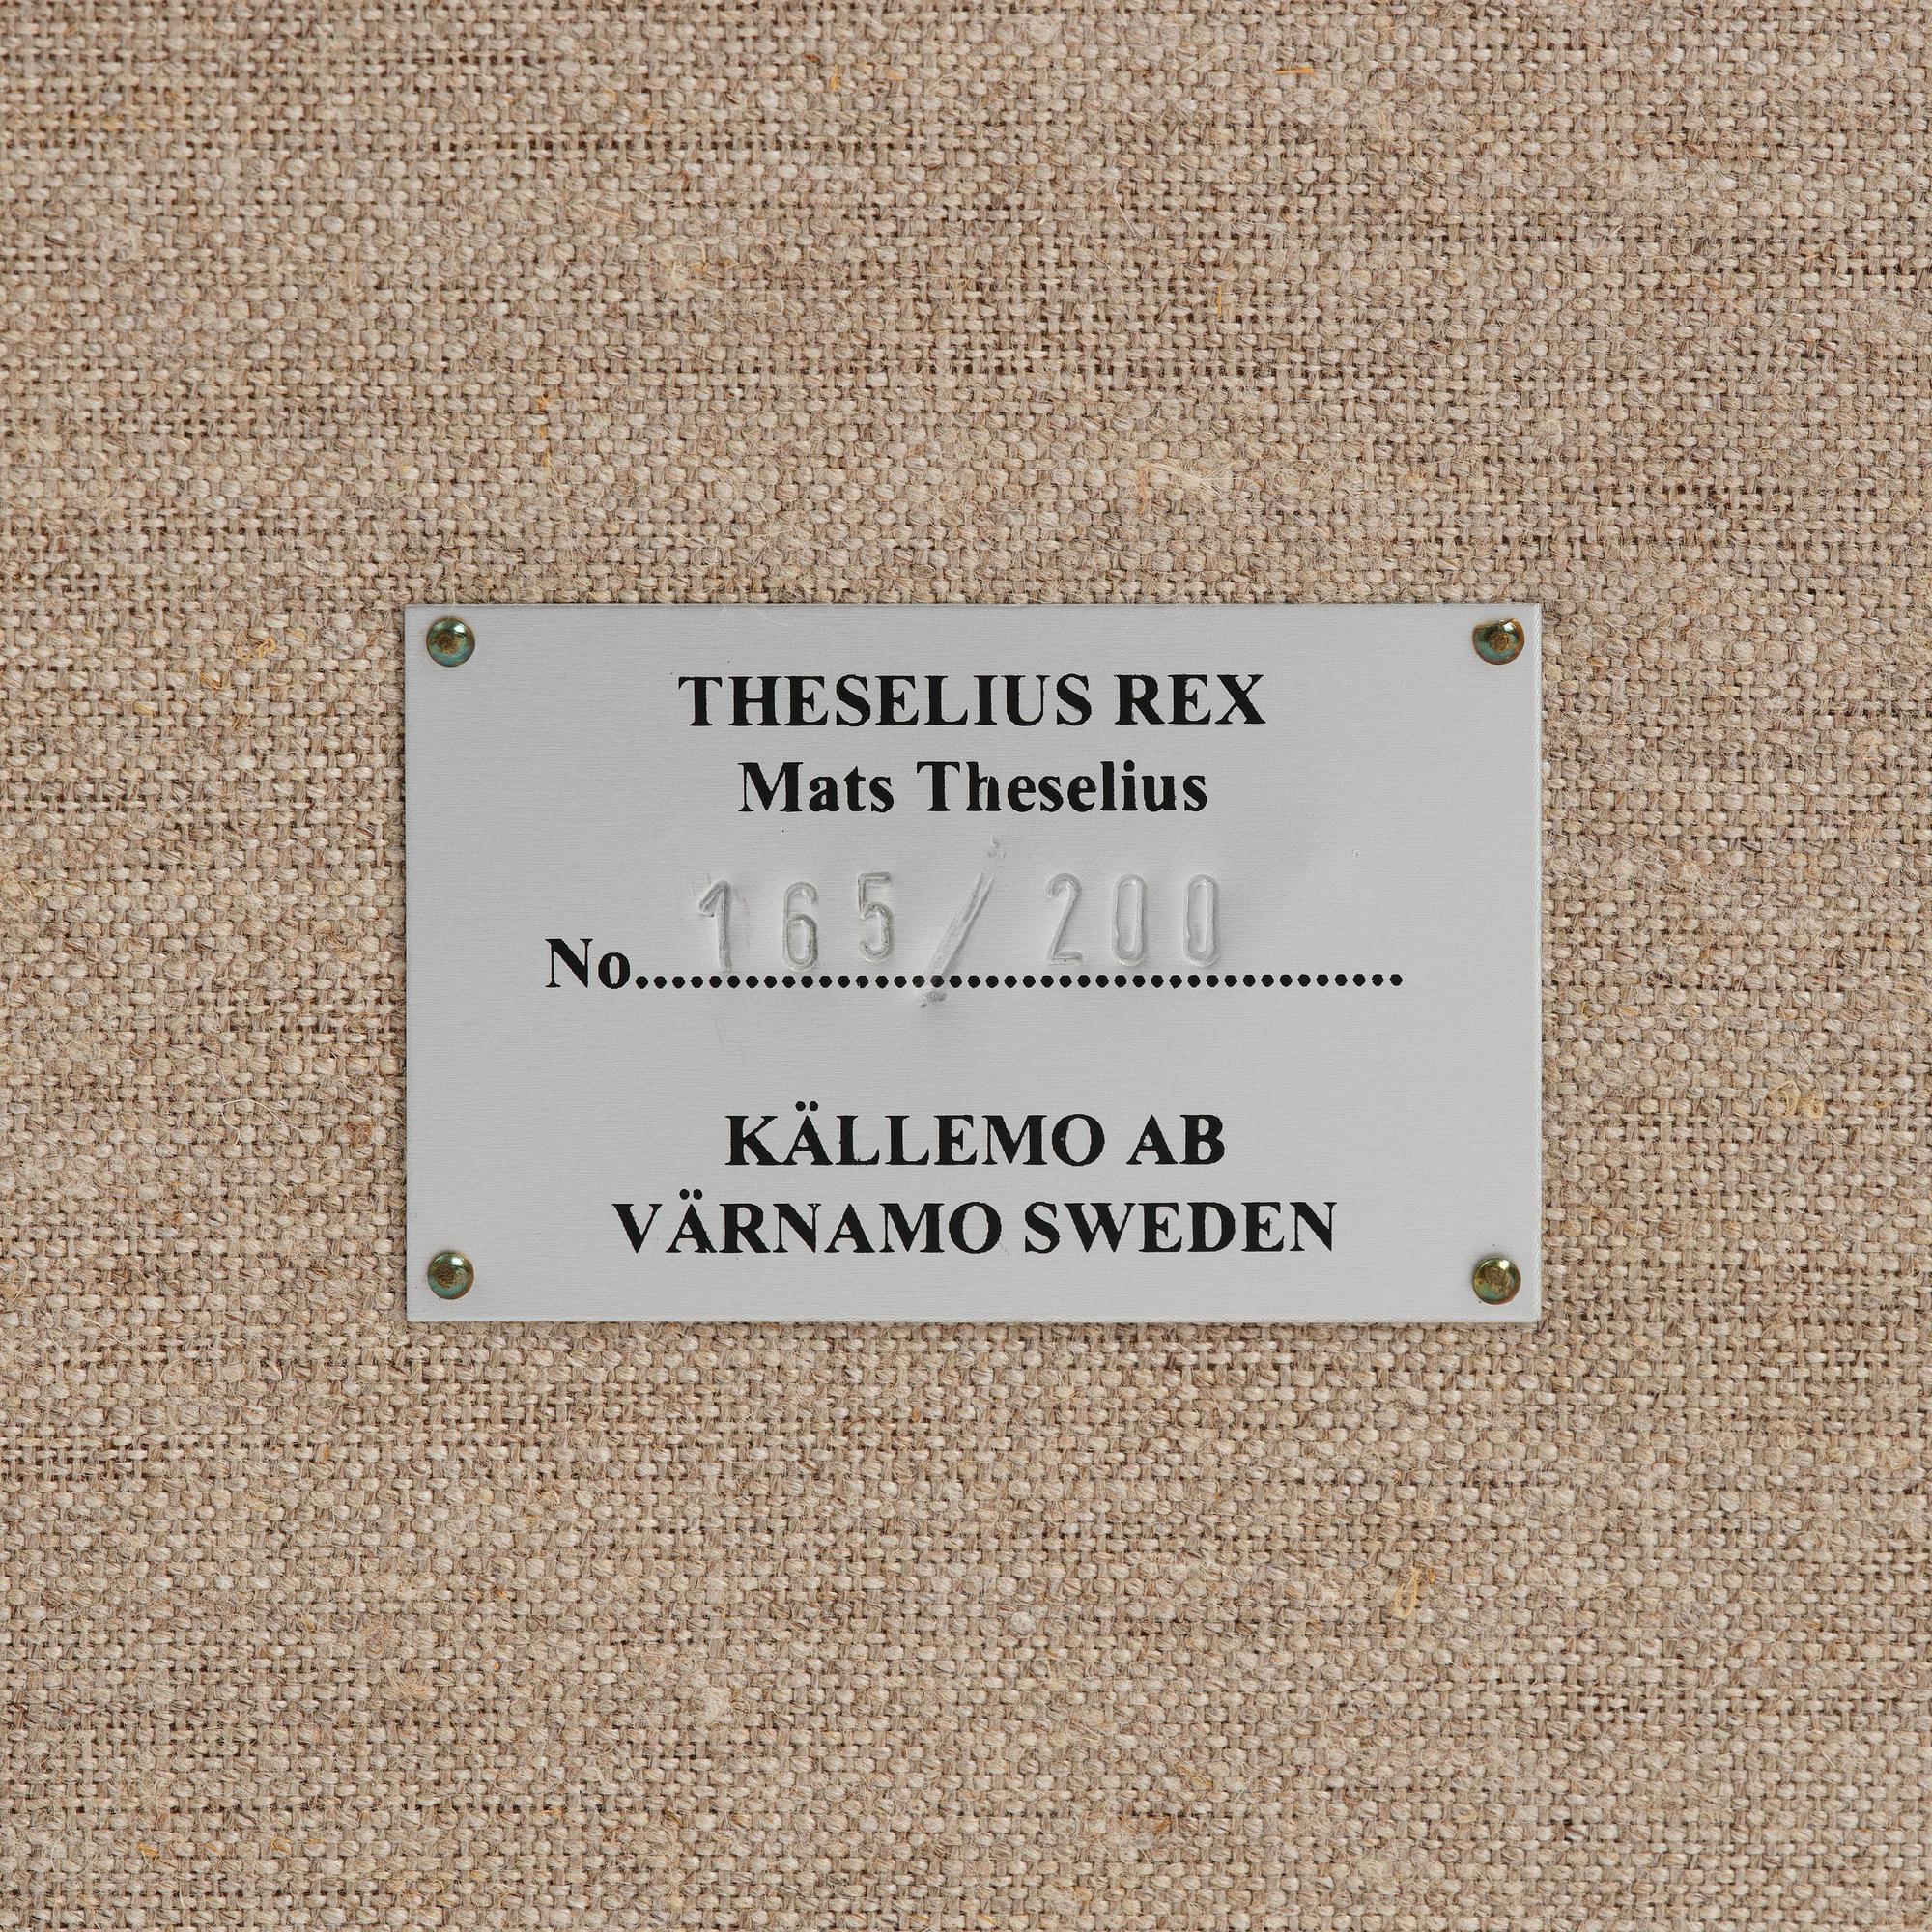 THESELIUS REX
Mats Theselius
No..........165/200..........
KÄLLEMO AB
VÄRNAMO SWEDEN